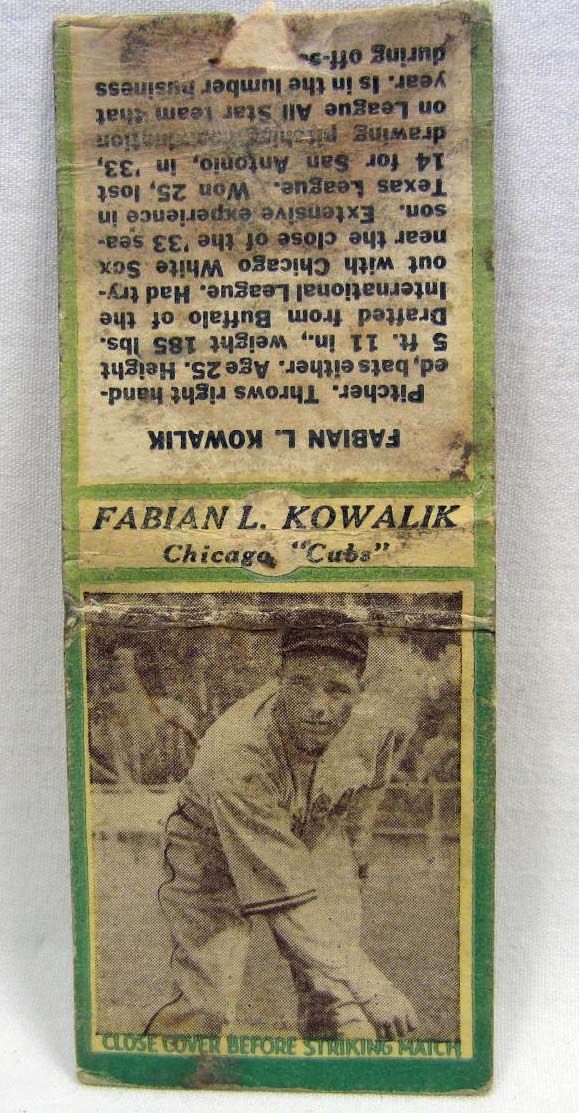 FABIAN L. KOWALIK
Pitcher. Throws right hand-
ed, bats either. Age 25. Height
5 ft. 11 in., weight 185 lbs.
Drafted from Buffalo of the
International League. Had try-
out with Chicago White Sox
near the close of the '33 sea-
son. Extensive experience in
Texas League. Won 25, lost
14 for San Antonio, in '33,
drawing pitching
on League All Star team that
year. Is in the lumber business
during
FABIAN L. KOWALIK
Chicago "Cubs"
CLOSE COVER BEFORE STRIKING MATCH